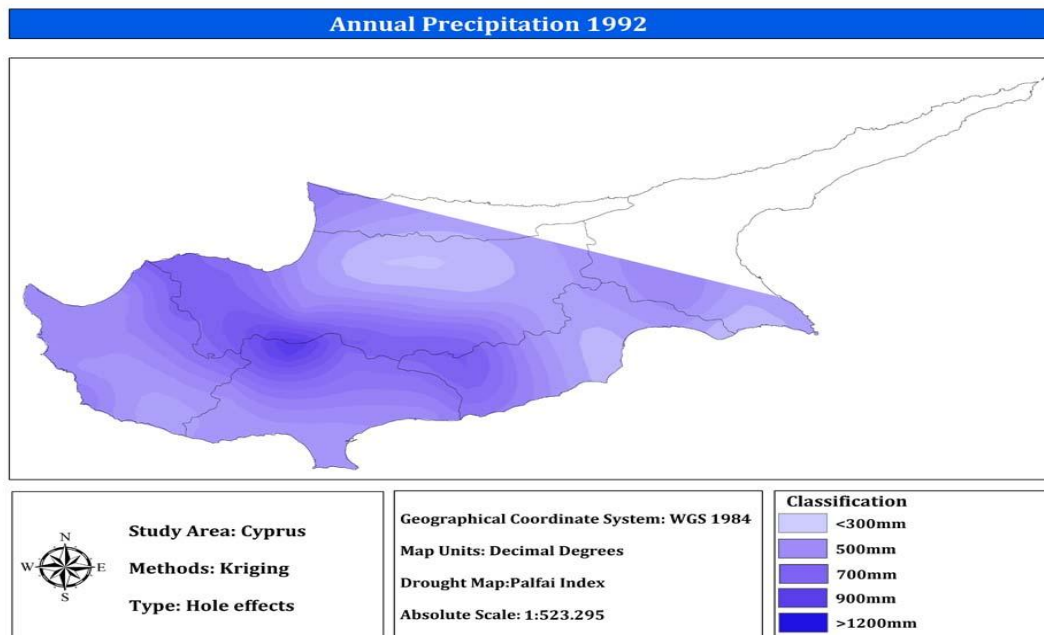 Annual Precipitation 1992
N
W E
S
Study Area: Cyprus
Methods: Kriging
Type: Hole effects
Geographical Coordinate System: WGS 1984
Map Units: Decimal Degrees
Drought Map:Palfai Index
Absolute Scale: 1:523.295
Classification
<300mm
500mm
700mm
900mm
>1200mm